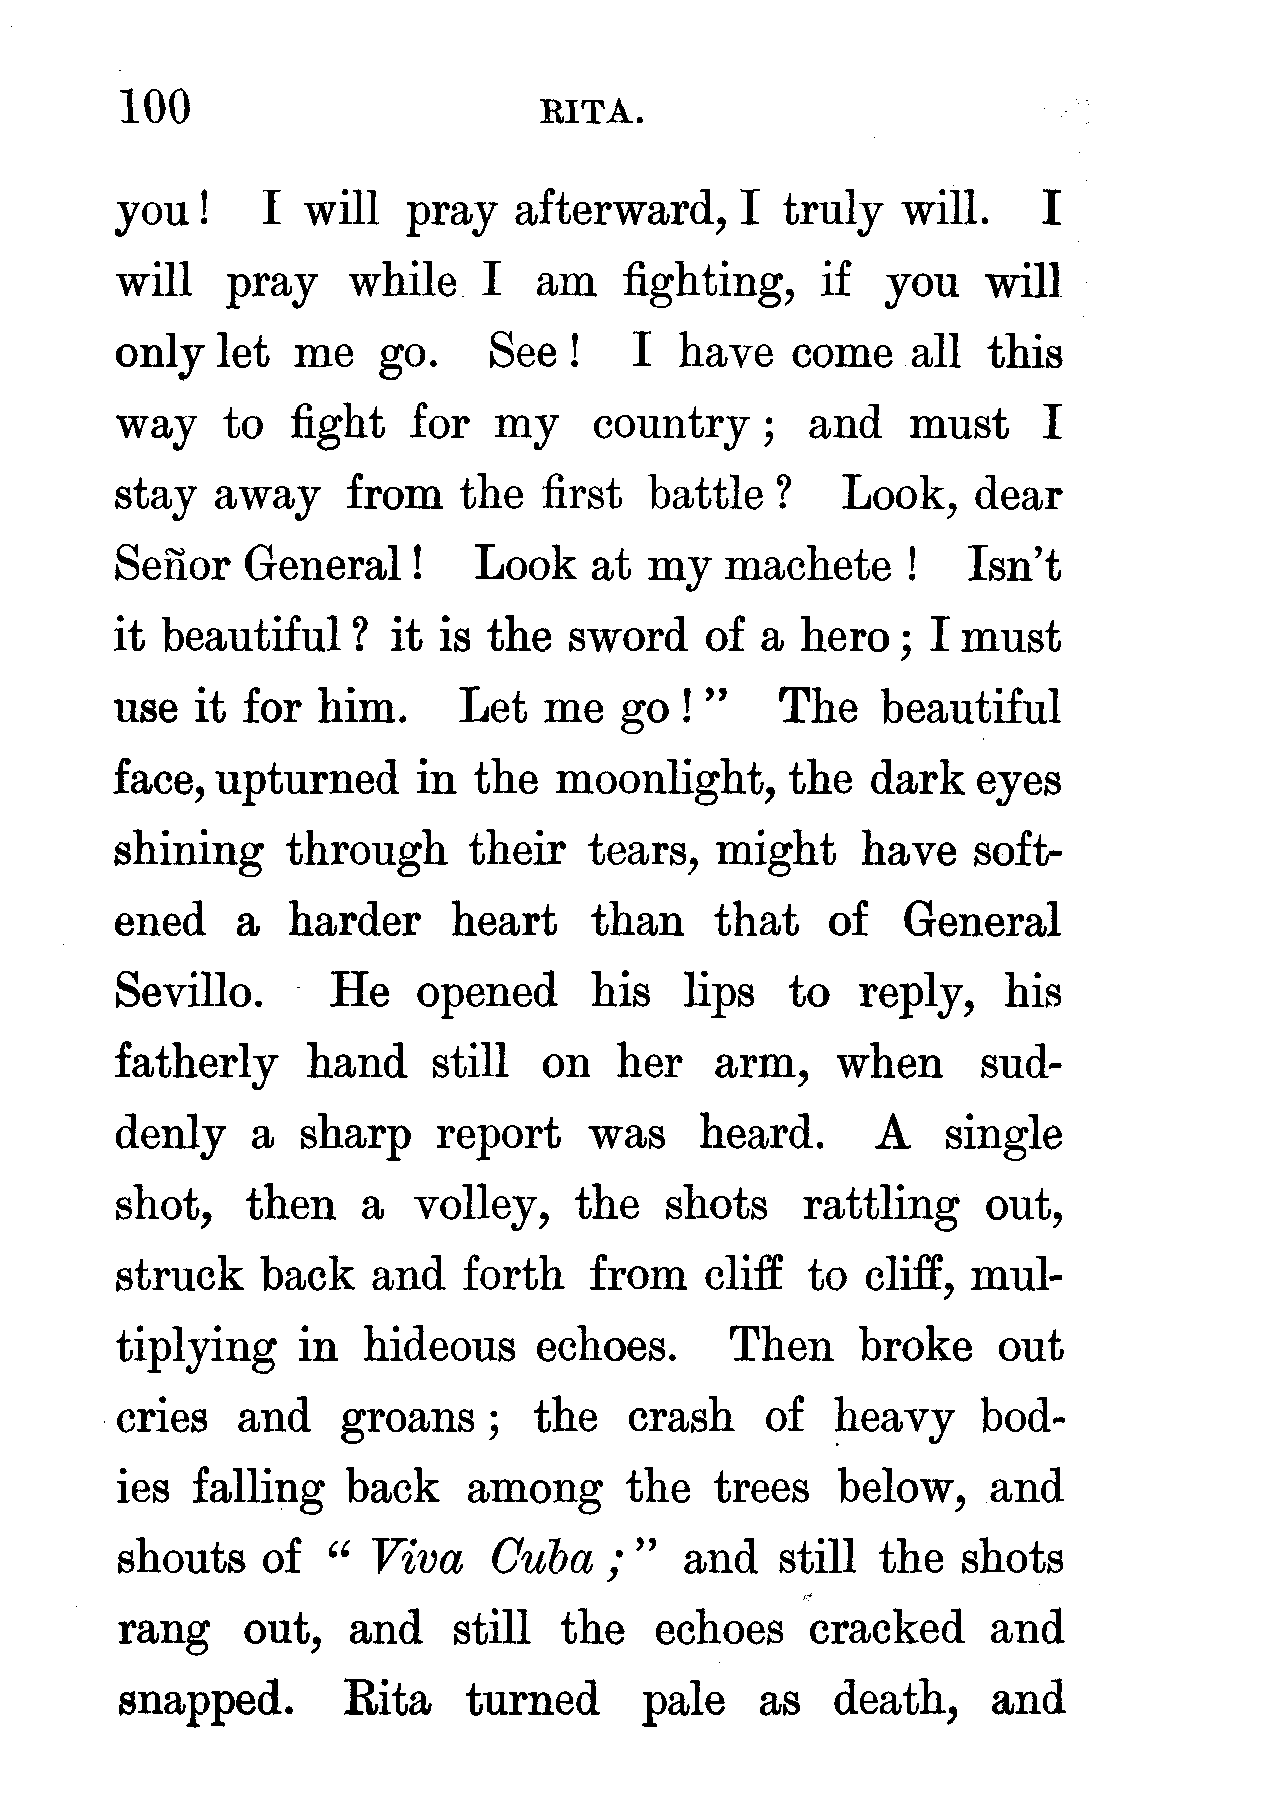 100 RITA.
you! I will pray afterward, I truly will. I
will pray while I am fighting, if you will
only let me go. See! I have come all this
way to fight for my country; and must I
stay away from the first battle? Look, dear
Señor General! Look at my machete! Isn't
it beautiful? it is the sword of a hero; I must
use it for him. Let me go!" The beautiful
face, upturned in the moonlight, the dark eyes
shining through their tears, might have soft-
ened a harder heart than that of General
Sevillo. He opened his lips to reply, his
fatherly hand still on her arm, when sud-
denly a sharp report was heard. A single
shot, then a volley, the shots rattling out,
struck back and forth from cliff to cliff, mul-
tiplying in hideous echoes. Then broke out
cries and groans; the crash of heavy bod-
ies falling back among the trees below, and
shouts of "Viva Cuba;" and still the shots
rang out, and still the echoes cracked and
snapped. Rita turned pale as death, and